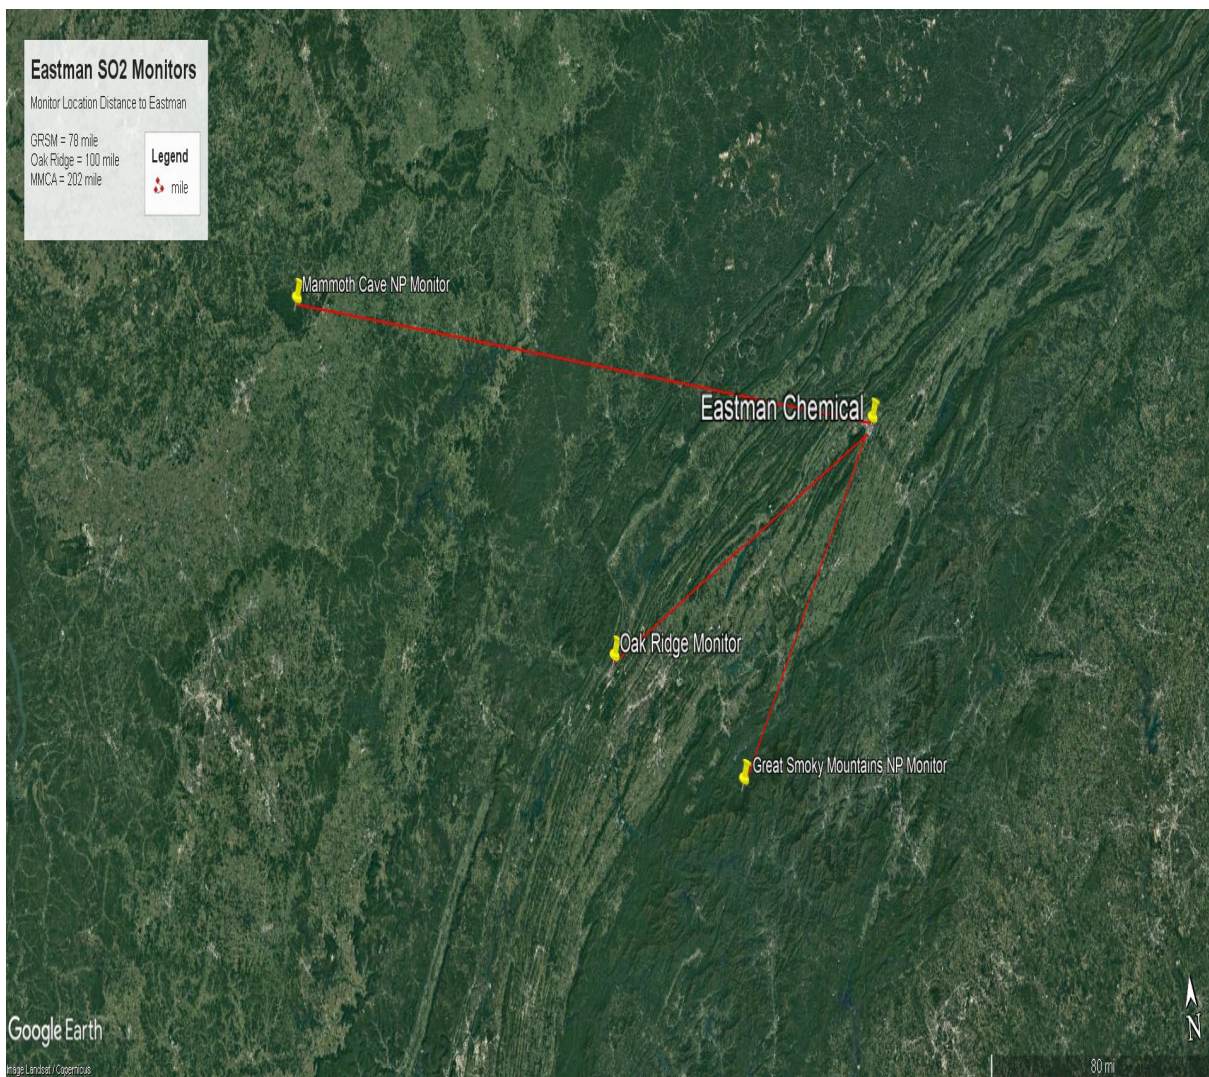 Eastman SO2 Monitors
Monitor Location Distance to Eastman
GRSM = 78 mile
Oak Ridge = 100 mile
MMCA = 202 mile
Legend
mile
Mammoth Cave NP Monitor
Eastman Chemical
Oak Ridge Monitor
Great Smoky Mountains NP Monitor
N
Google Earth
Image Landsat / Copernicus
80 mi